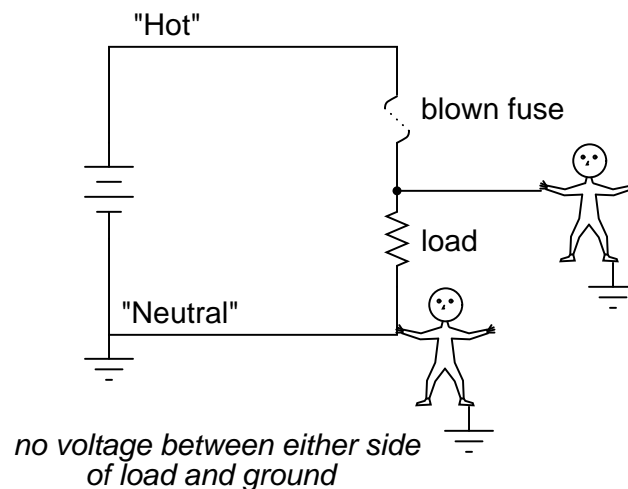 "Hot"
blown fuse
load
"Neutral"
no voltage between either side
of load and ground